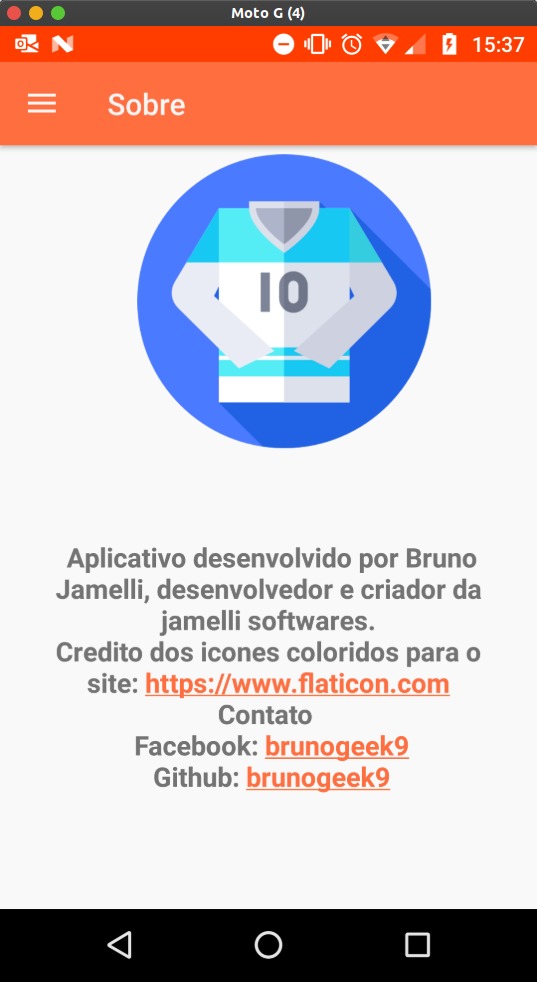 Moto G (4)
15:37
Sobre
10
Aplicativo desenvolvido por Bruno
Jamelli, desenvolvedor e criador da
jamelli softwares.
Credito dos icones coloridos para o
site: https://www.flaticon.com
Contato
Facebook: brunogeek9
Github: brunogeek9